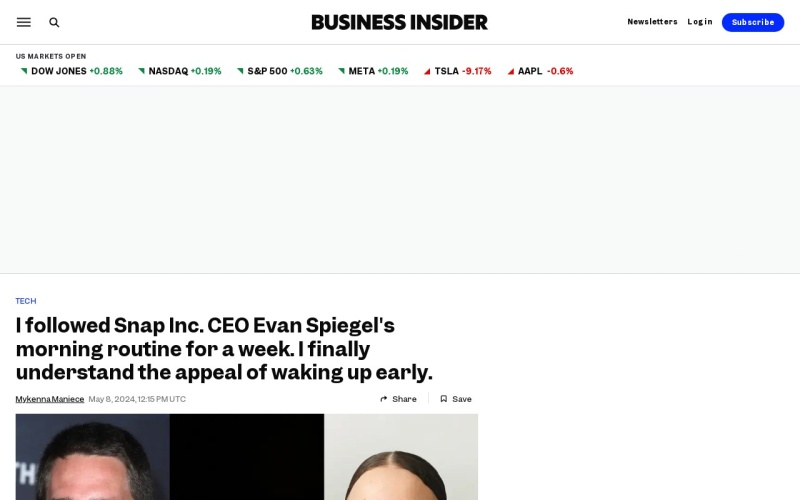 BUSINESS INSIDER
Newsletters Log in Subscribe
US MARKETS OPEN
DOW JONES +0.88% NASDAQ +0.19% S&P 500 +0.63% META +0.19% TSLA -9.17% AAPL -0.6%
TECH
I followed Snap Inc. CEO Evan Spiegel's
morning routine for a week. I finally
understand the appeal of waking up early.
Mykenna Maniece May 8, 2024, 12:15 PM UTC Share Save
TH